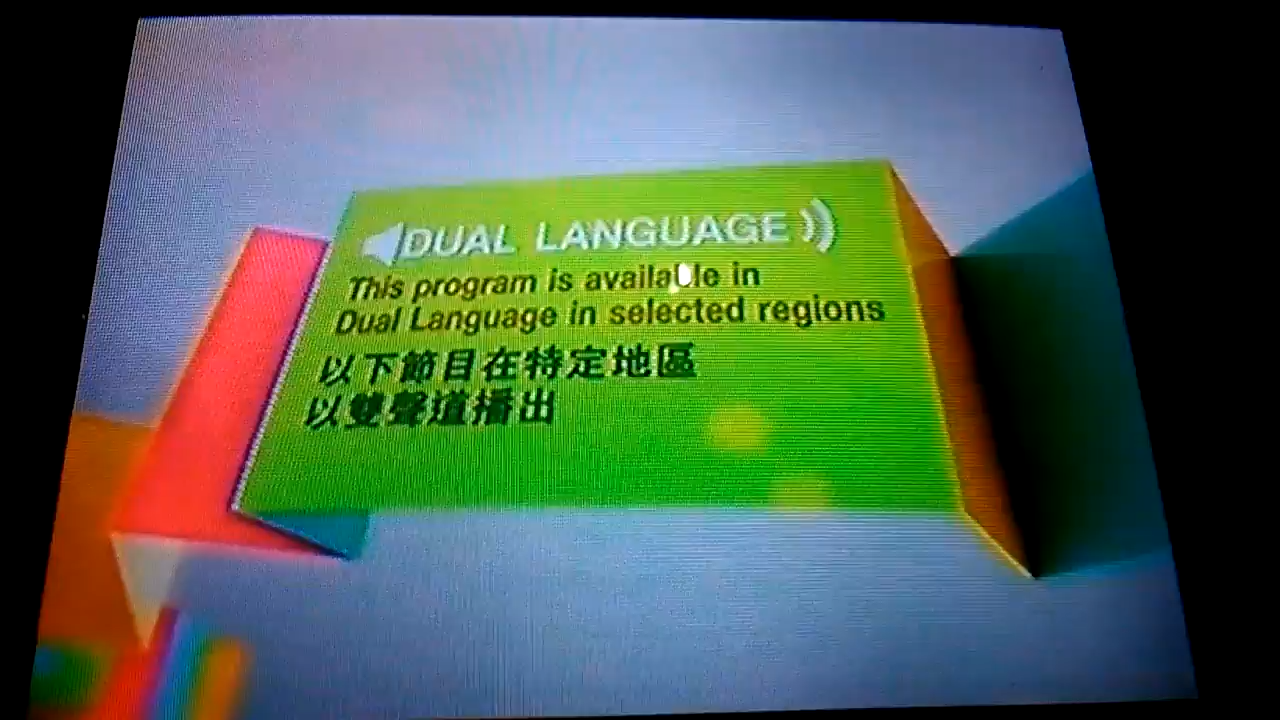 DUAL LANGUAGE
This program is available in
Dual Language in selected regions
以下節目在特定地區
以雙聲道播出